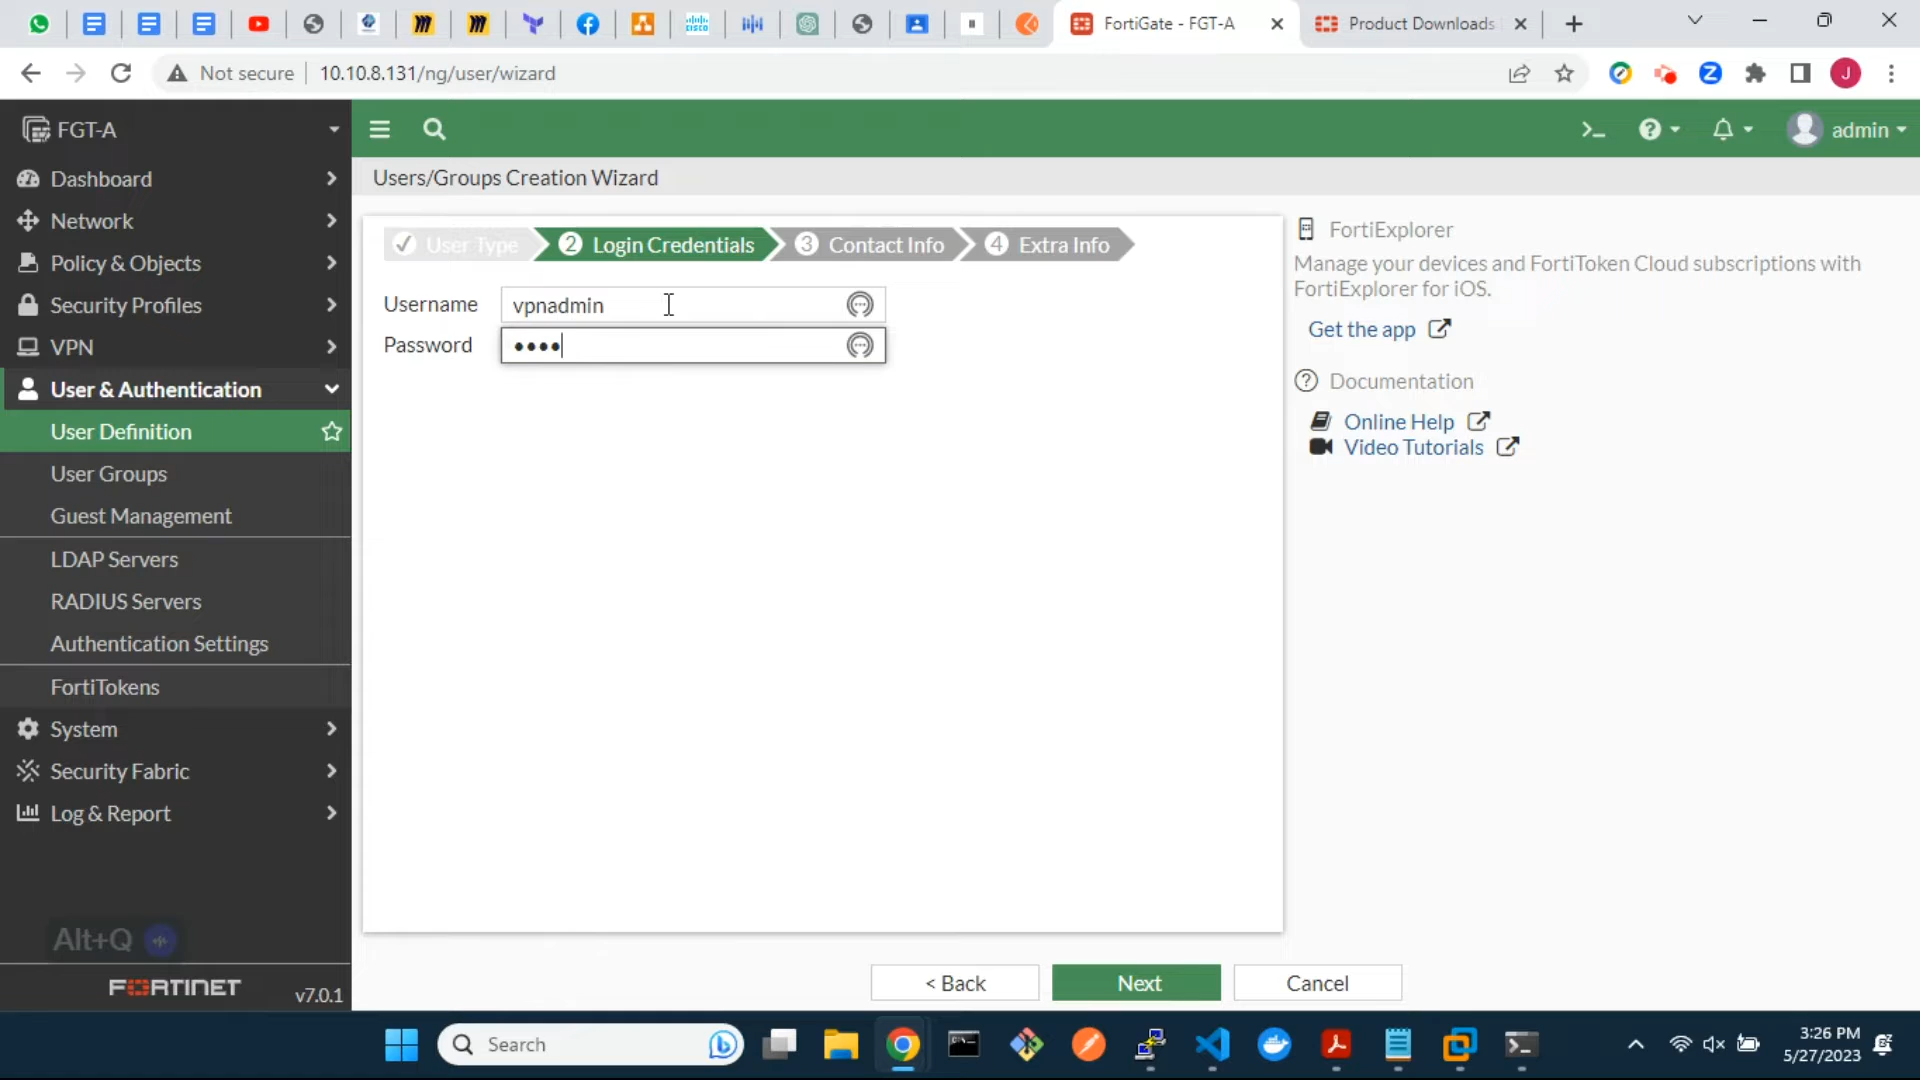 FortiGate - FGT-A
Product Downloads
Not secure
10.10.8.131/ng/user/wizard
J
FGT-A
admin
Dashboard
Network
Policy & Objects
Security Profiles
VPN
User & Authentication
User Definition
User Groups
Guest Management
LDAP Servers
RADIUS Servers
Authentication Settings
FortiTokens
System
Security Fabric
Log & Report
Alt+Q
FORTINET
v7.0.1
Users/Groups Creation Wizard
User Type
2 Login Credentials
3 Contact Info
4 Extra Info
Username
vpnadmin
Password
••••
< Back
Next
Cancel
FortiExplorer
Manage your devices and FortiToken Cloud subscriptions with
FortiExplorer for iOS.
Get the app
Documentation
Online Help
Video Tutorials
Search
3:26 PM
5/27/2023